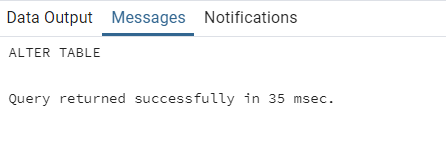 Data Output Messages Notifications
ALTER TABLE
Query returned successfully in 35 msec.